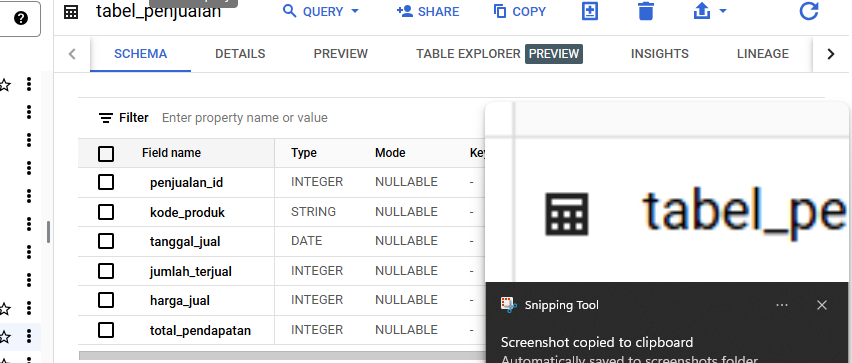 tabel_penjualan
QUERY SHARE COPY
SCHEMA DETAILS PREVIEW TABLE EXPLORER PREVIEW INSIGHTS LINEAGE
Filter Enter property name or value
Field name Type Mode
penjualan_id INTEGER NULLABLE -
kode_produk STRING NULLABLE -
tanggal_jual DATE NULLABLE -
jumlah_terjual INTEGER NULLABLE -
harga_jual INTEGER NULLABLE -
total_pendapatan INTEGER NULLABLE -
tabel_pe
Snipping Tool
Screenshot copied to clipboard
Automatically saved to screenshots folder